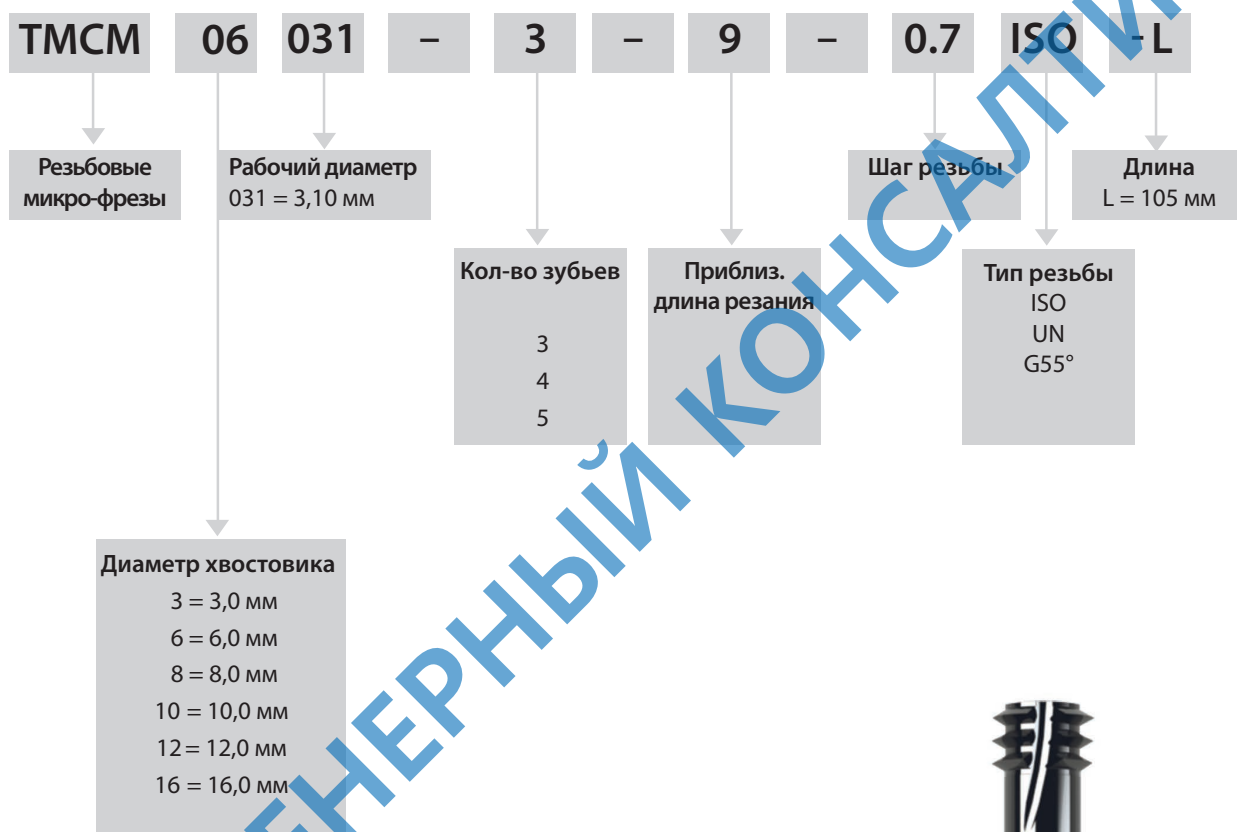 TMCM 06 031 – 3 – 9 – 0.7 ISO - L
Резьбовые
микро-фрезы
Рабочий диаметр
031 = 3,10 мм
Шаг резьбы
Длина
L = 105 мм
Кол-во зубьев
3
4
5
Приблиз.
длина резания
Тип резьбы
ISO
UN
G55°
Диаметр хвостовика
3 = 3,0 мм
6 = 6,0 мм
8 = 8,0 мм
10 = 10,0 мм
12 = 12,0 мм
16 = 16,0 мм
КОНСАЛТИ